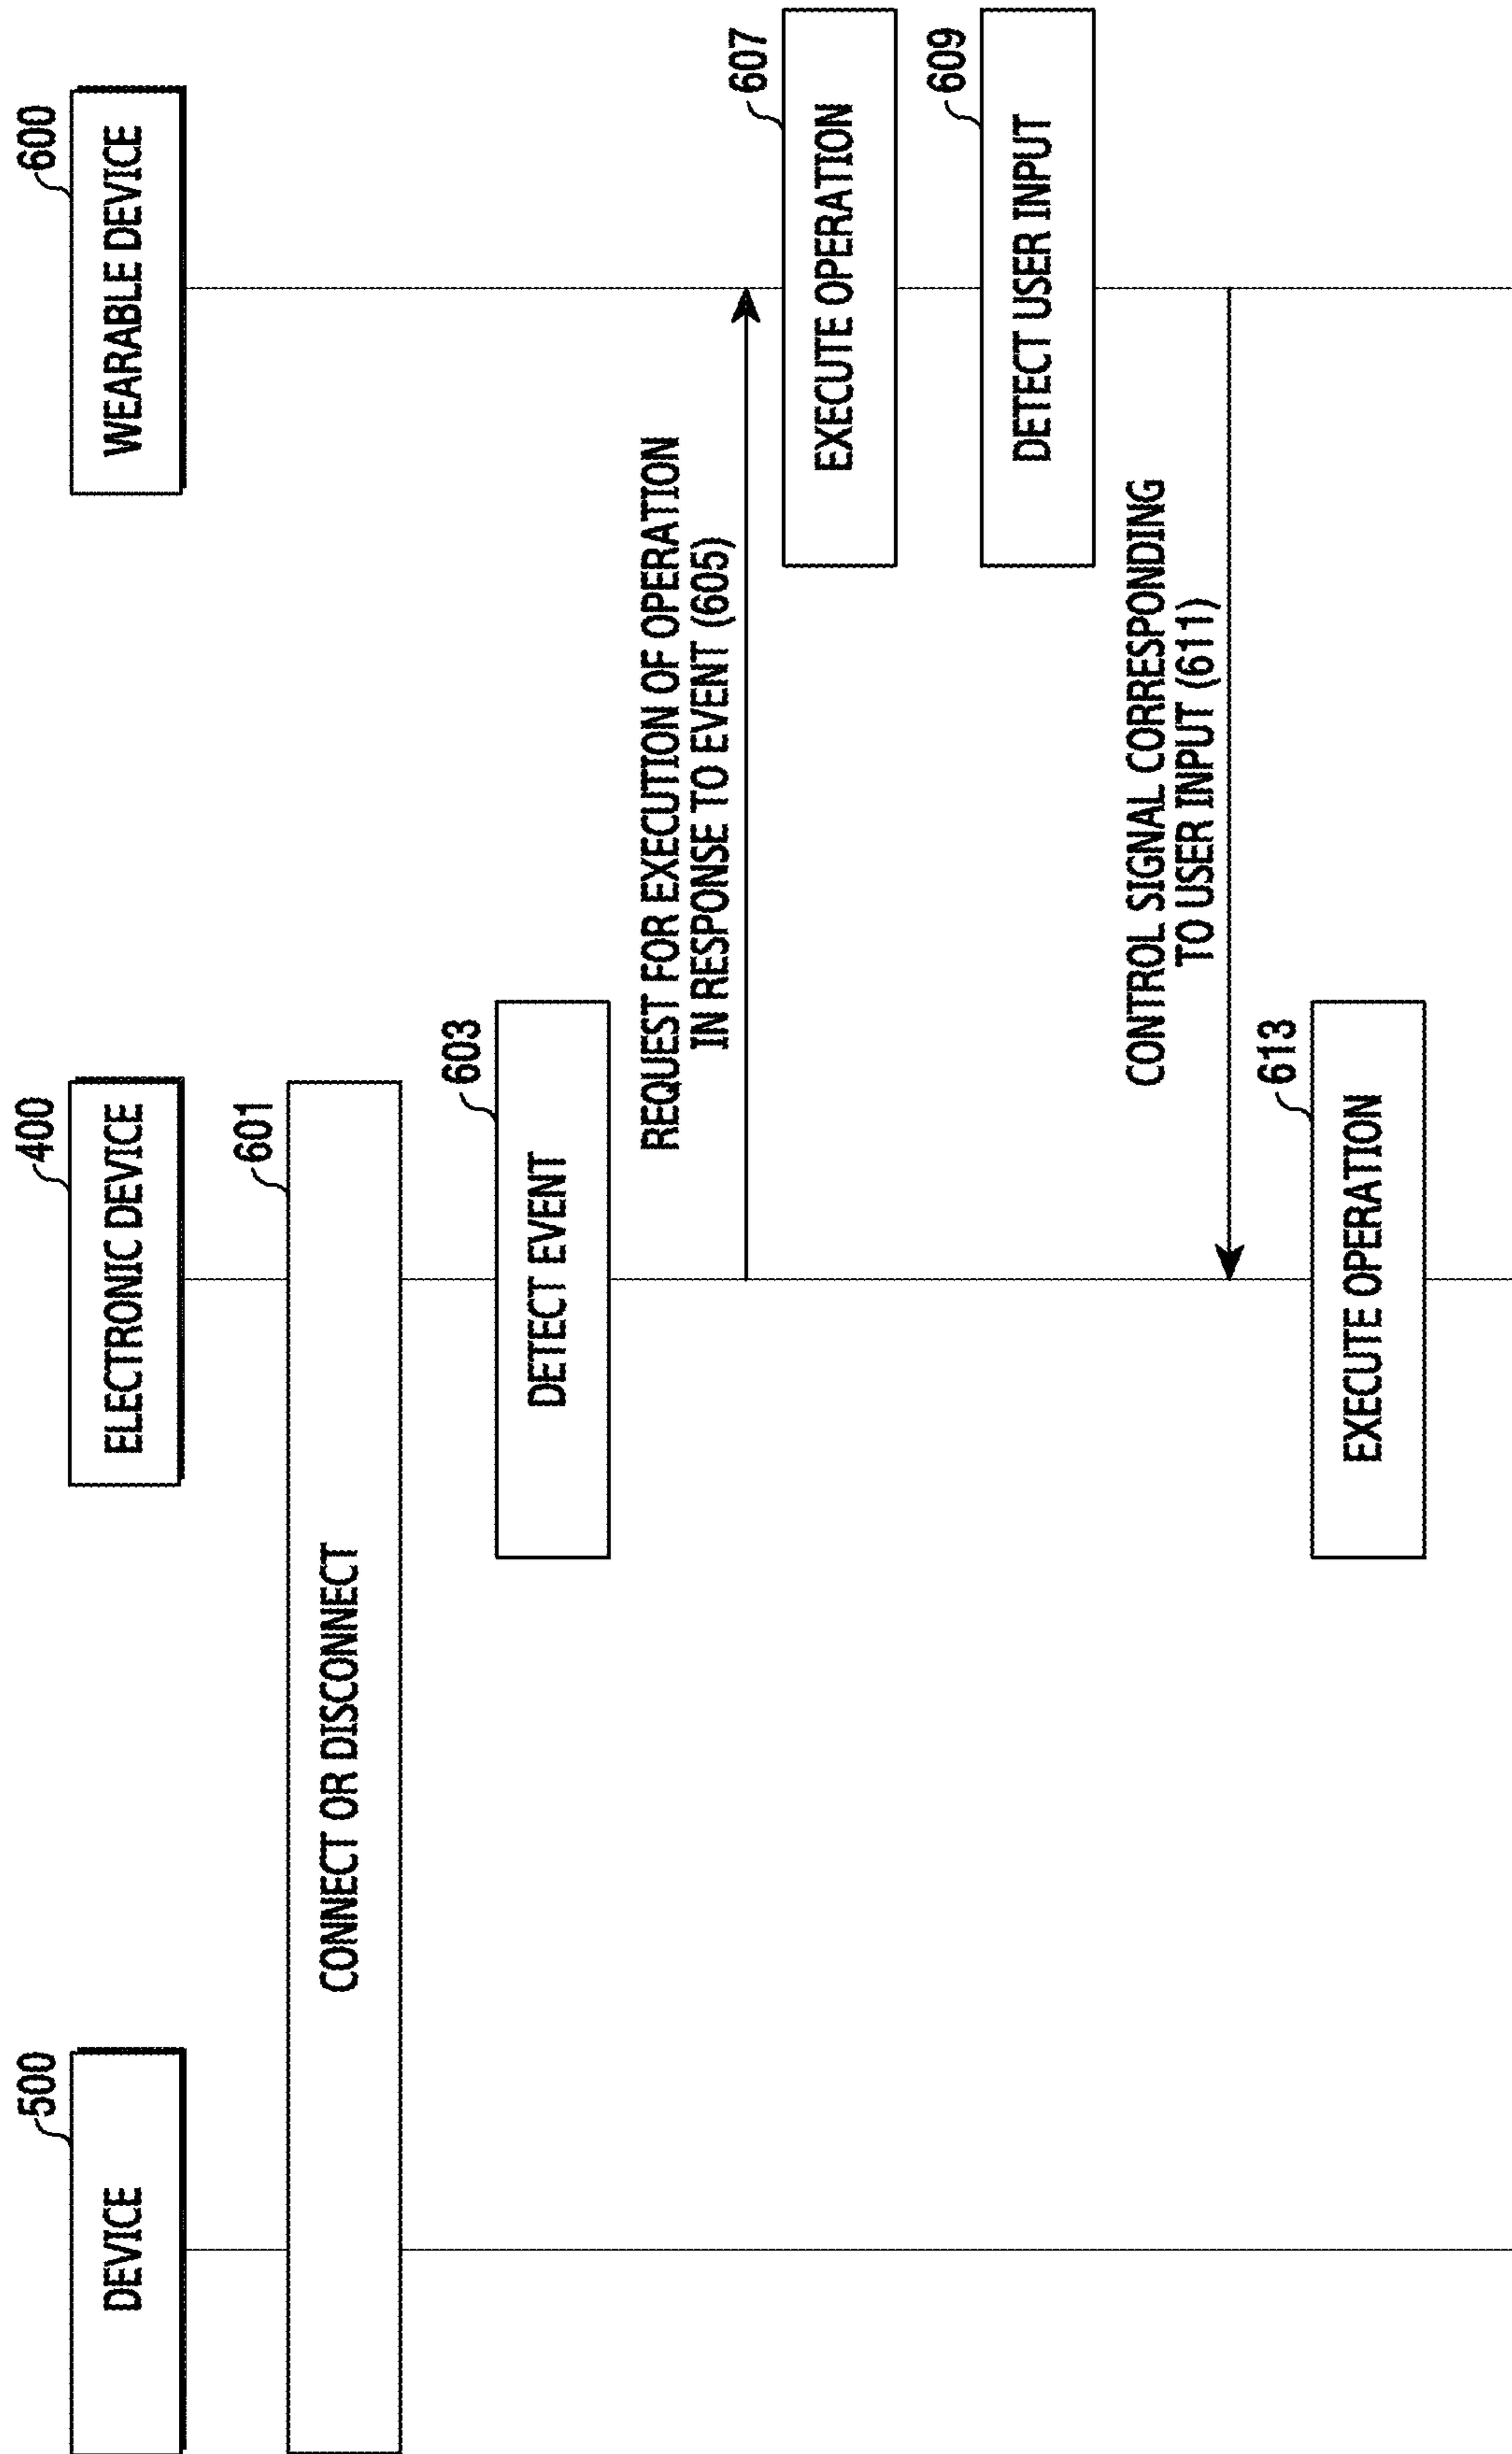 500
DEVICE
400
ELECTRONIC DEVICE
600
WEARABLE DEVICE
601
CONNECT OR DISCONNECT
603
DETECT EVENT
REQUEST FOR EXECUTION OF OPERATION
IN RESPONSE TO EVENT (605)
607
EXECUTE OPERATION
609
DETECT USER INPUT
CONTROL SIGNAL CORRESPONDING
TO USER INPUT (611)
613
EXECUTE OPERATION